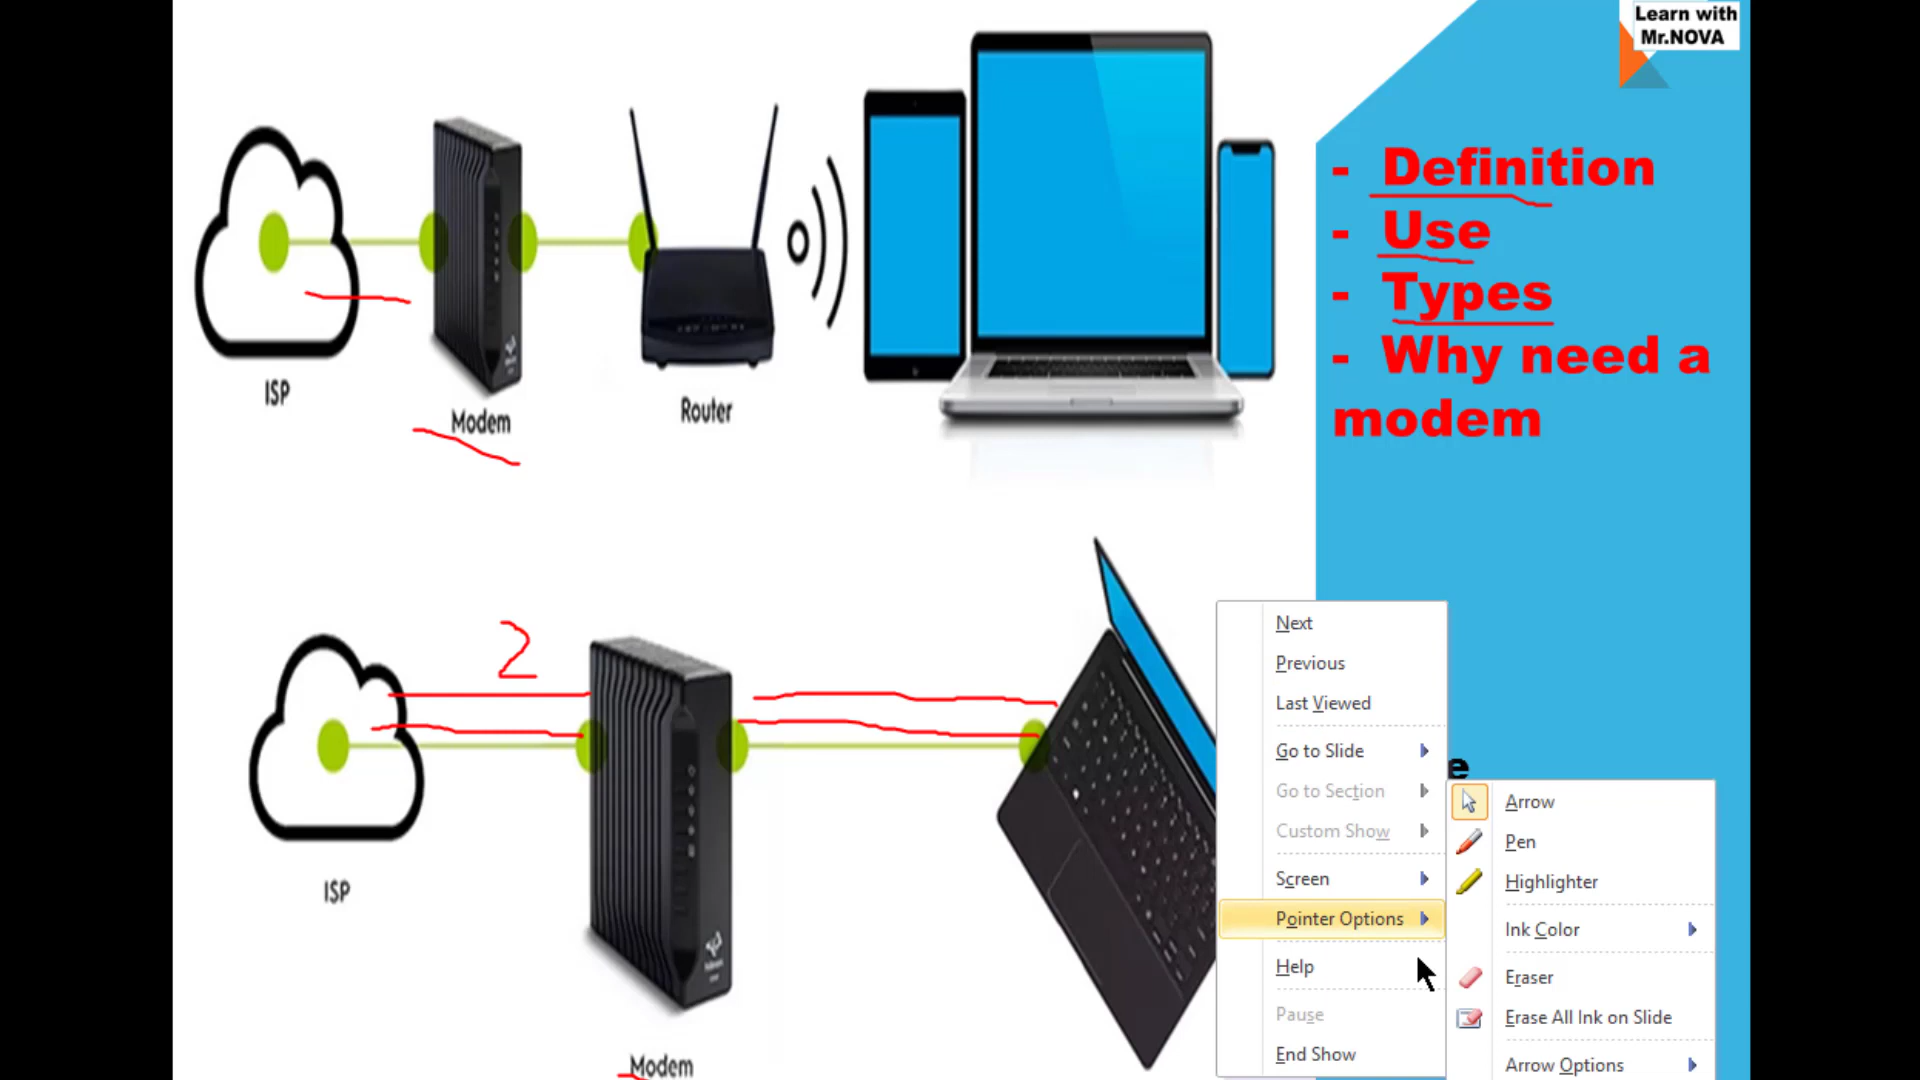 Learn with
Mr.NOVA
- Definition
- Use
- Types
- Why need a
modem
ISP
Modem
Router
2
ISP
Modem
e
Next
Previous
Last Viewed
Go to Slide
Go to Section
Custom Show
Screen
Pointer Options
Help
Pause
End Show
Arrow
Pen
Highlighter
Ink Color
Eraser
Erase All Ink on Slide
Arrow Options